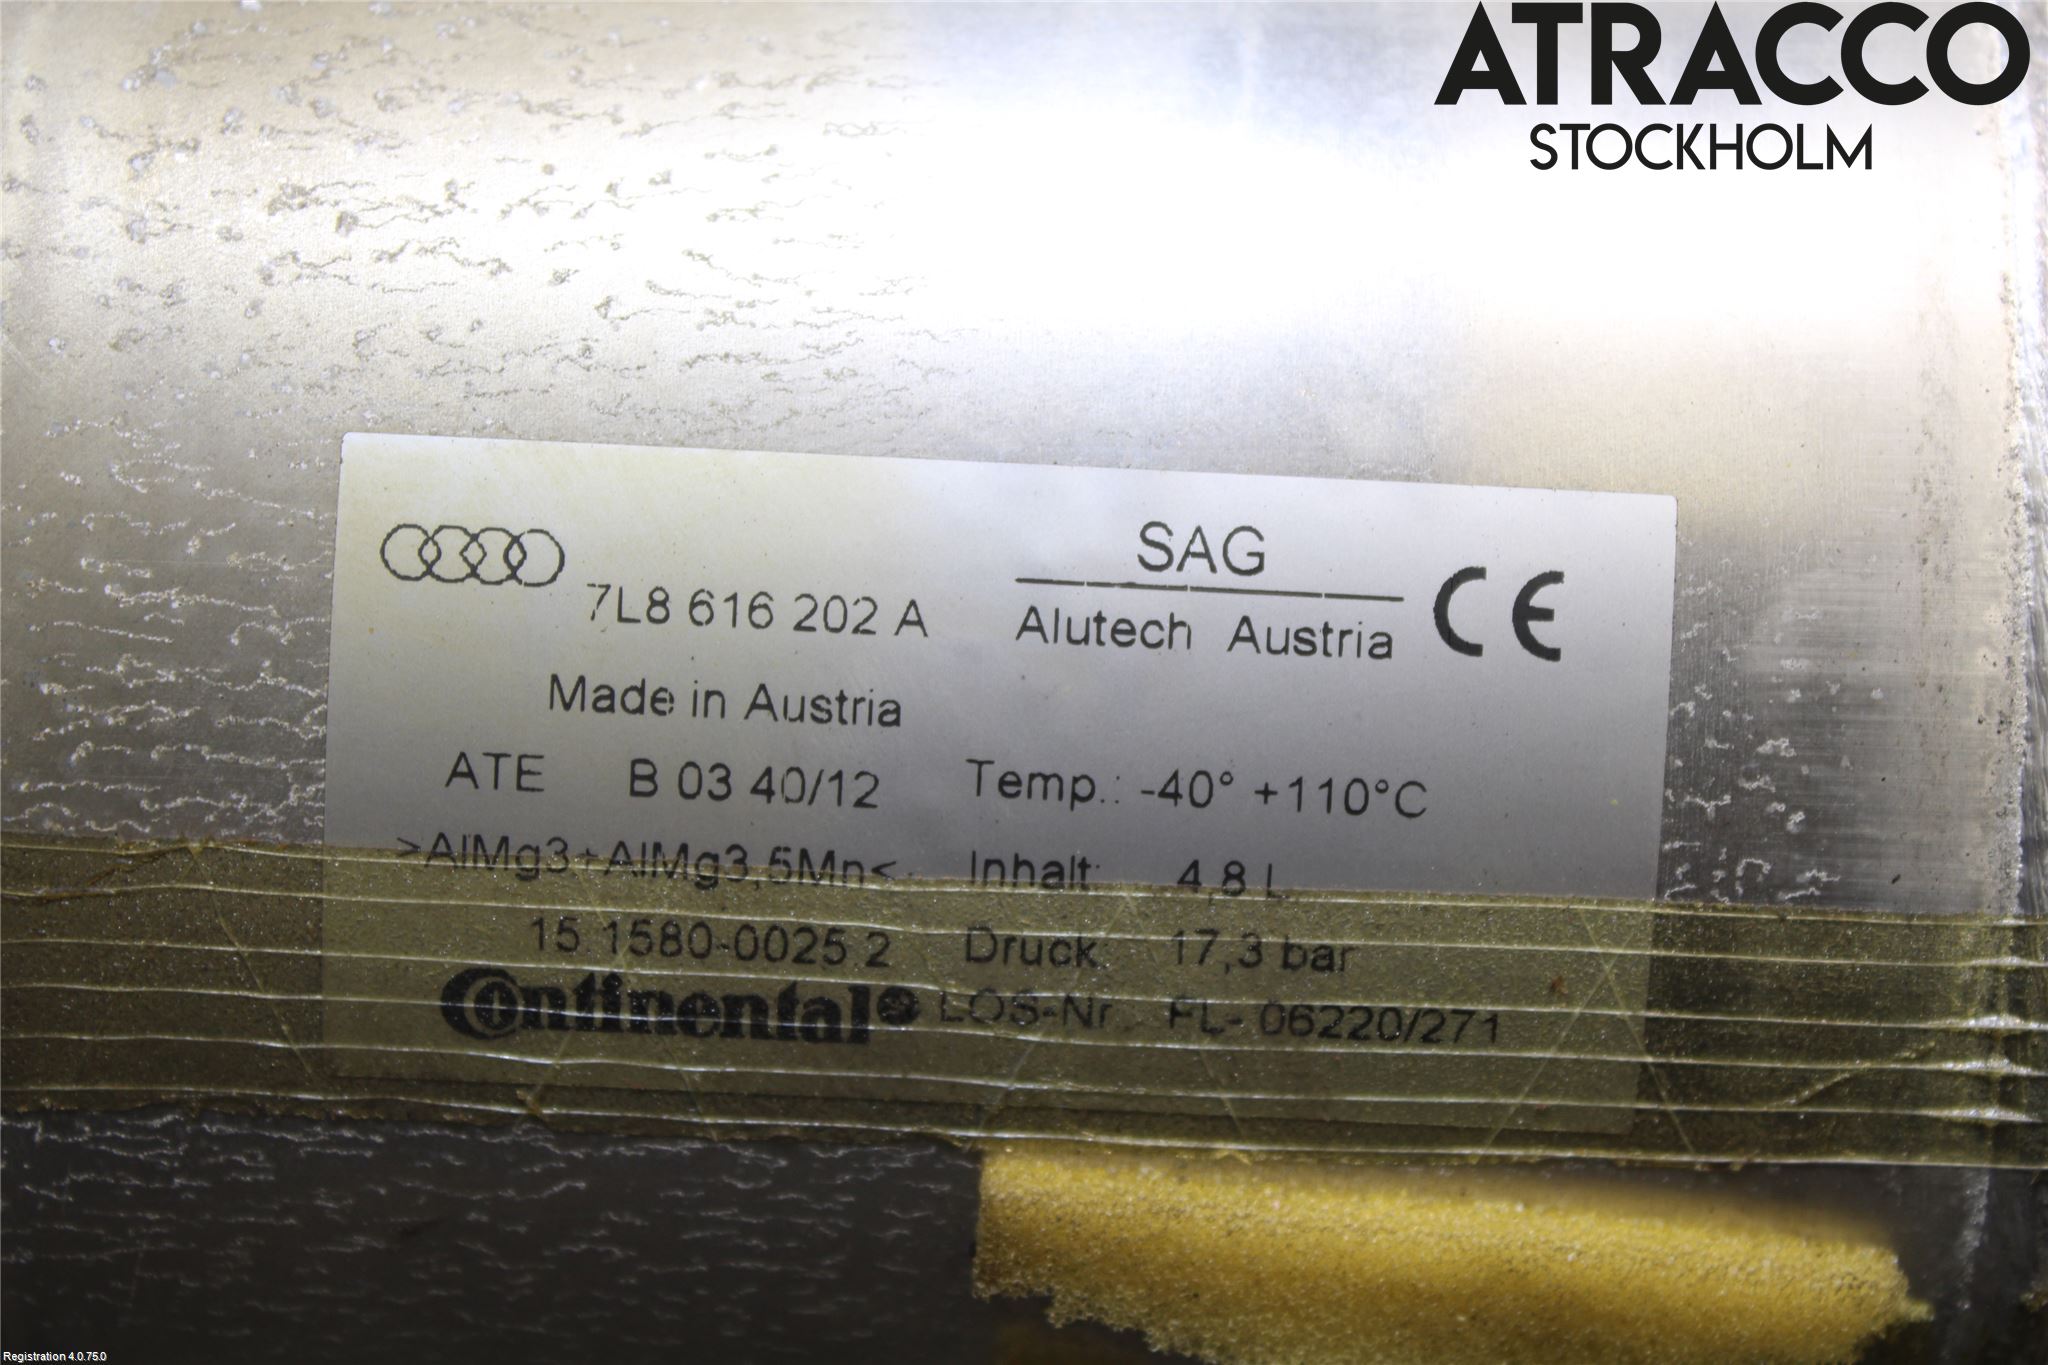 ATRACCO
STOCKHOLM
7L8 616 202 A
SAG
Alutech Austria
CE
Made in Austria
ATE B 03 40/12 Temp.: -40° +110°C
>AlMg3+AlMg3,5Mn< Inhalt: 4,8 L
15.1580-0025.2 Druck: 17,3 bar
Continental® LOS-Nr.: FL- 06220/271
Registration 4.0.75.0